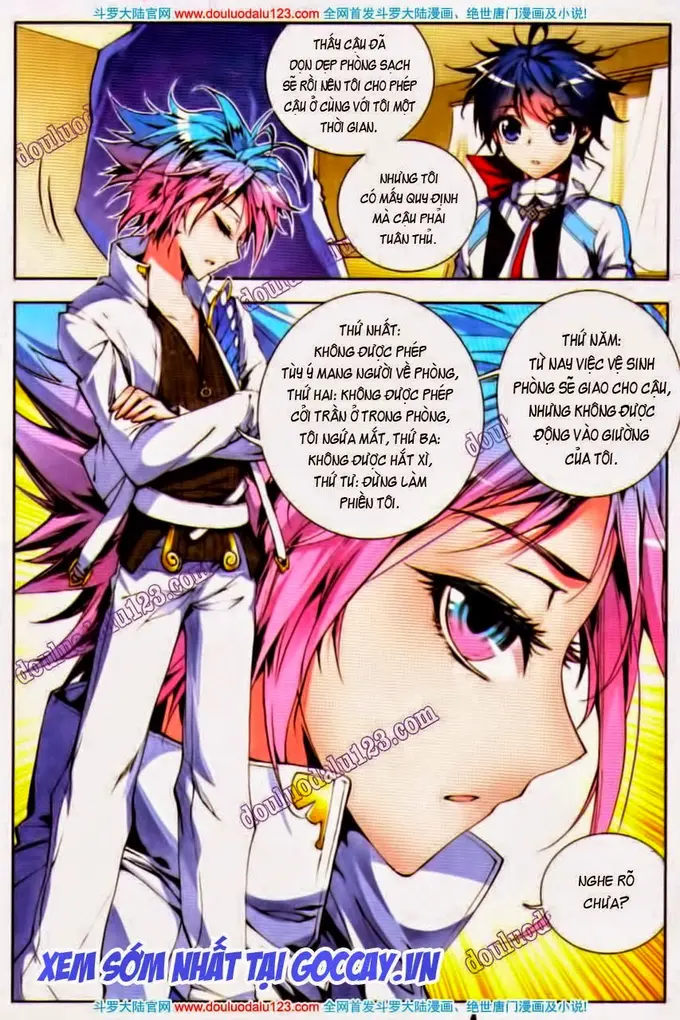 斗罗大陆官网 www.douluodalu123.com 全网首发斗罗大陆漫画、绝世唐门漫画及小说!
THẤY CẬU ĐÃ
DỌN DẸP PHÒNG SẠCH
SẼ RỒI NÊN TÔI CHO PHÉP
CẬU Ở CÙNG VỚI TÔI MỘT
THỜI GIAN.
NHƯNG TÔI
CÓ MẤY QUY ĐỊNH
MÀ CẬU PHẢI
TUÂN THỦ.
THỨ NHẤT:
KHÔNG ĐƯỢC PHÉP
TÙY Ý MANG NGƯỜI VỀ PHÒNG,
THỨ HAI: KHÔNG ĐƯỢC PHÉP
CỞI TRẦN Ở TRONG PHÒNG,
TÔI NGỨA MẮT, THỨ BA:
KHÔNG ĐƯỢC HẮT XÌ,
THỨ TƯ: ĐỪNG LÀM
PHIỀN TÔI.
THỨ NĂM:
TỪ NAY VIỆC VỆ SINH
PHÒNG SẼ GIAO CHO CẬU,
NHƯNG KHÔNG ĐƯỢC
ĐỘNG VÀO GIƯỜNG
CỦA TÔI.
douluodalu123.com
douluodalu123.com
NGHE RÕ
CHƯA?
XEM SỚM NHẤT TẠI GOCCAY.VN
斗罗大陆官网 www.douluodalu123.com 全网首发斗罗大陆漫画、绝世唐门漫画及小说!